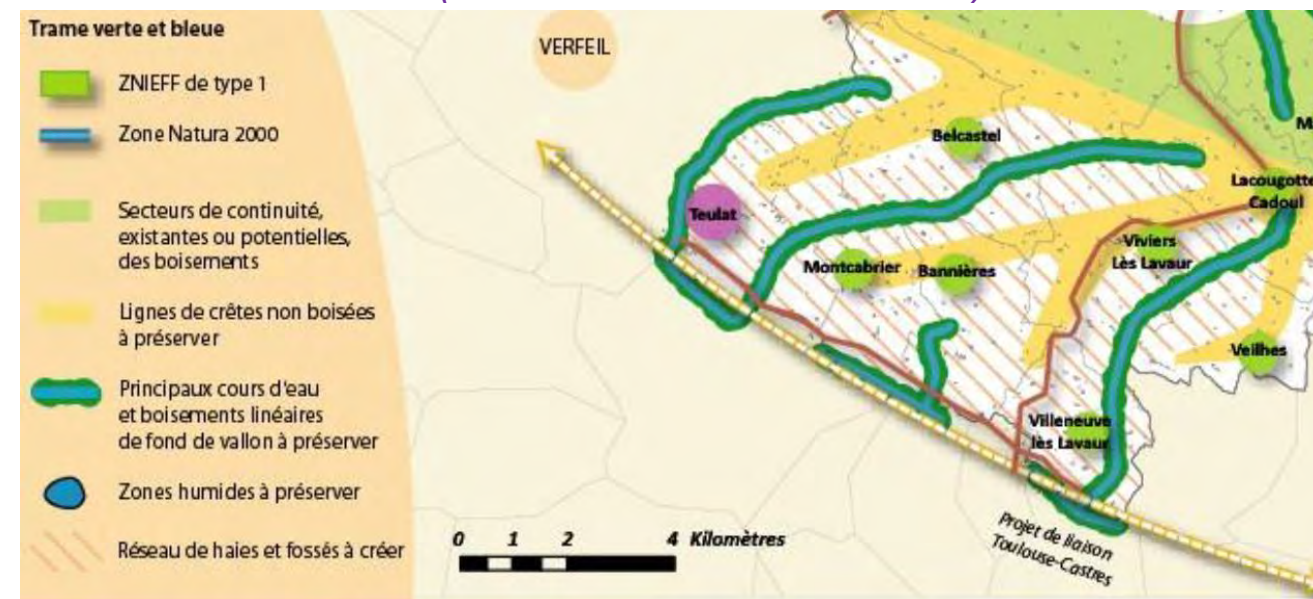 Trame verte et bleue
ZNIEFF de type 1
Zone Natura 2000
Secteurs de continuité,
existantes ou potentielles,
des boisements
Lignes de crêtes non boisées
à préserver
Principaux cours d'eau
et boisements linéaires
de fond de vallon à préserver
Zones humides à préserver
Réseau de haies et fossés à créer
VERFEIL
Belcastel
Lacougotte
Cadoul
Teulat
Viviers
lès Lavaur
Montcabrier
Bannières
Veilhes
Villeneuve
lès Lavaur
Projet de liaison
Toulouse-Castres
0 1 2 4 Kilomètres